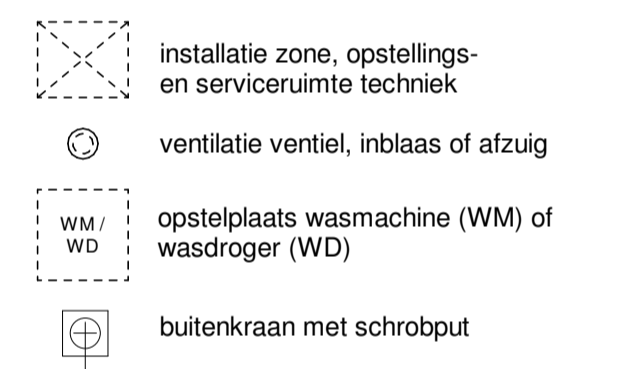 installatie zone, opstellings-
en serviceruimte techniek
ventilatie ventiel, inblaas of afzuig
WM /
WD
opstelplaats wasmachine (WM) of
wasdroger (WD)
buitenkraan met schrobput